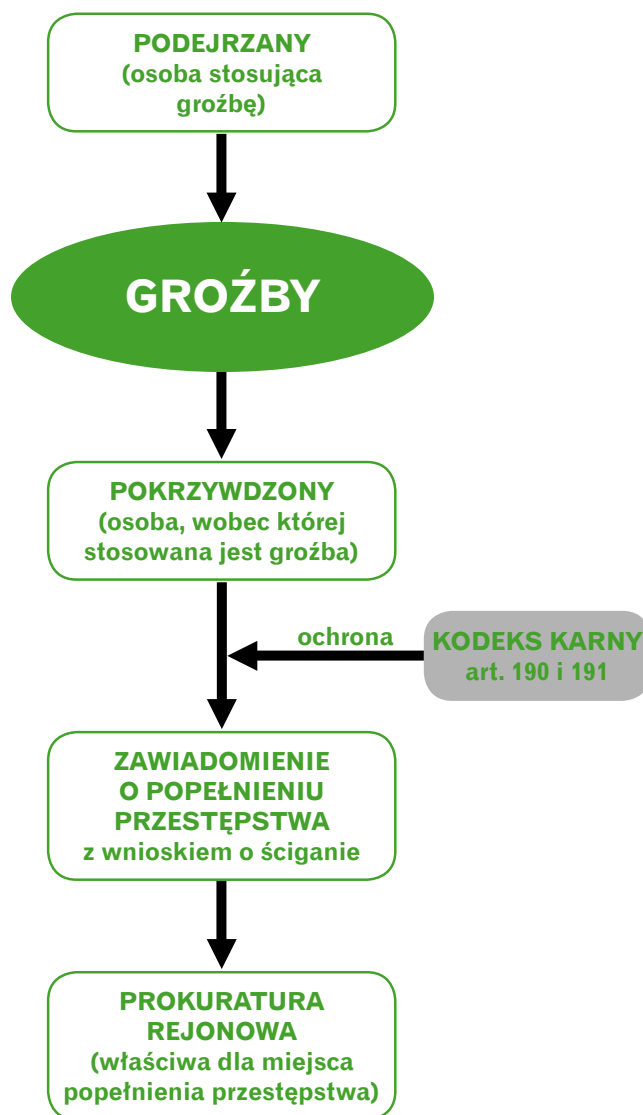 PODEJRZANY
(osoba stosująca
groźbę)
GROŹBY
POKRZYWDZONY
(osoba, wobec której
stosowana jest groźba)
ochrona
KODEKS KARNY
art. 190 i 191
ZAWIADOMIENIE
O POPEŁNIENIU
PRZESTĘPSTWA
z wnioskiem o ściganie
PROKURATURA
REJONOWA
(właściwa dla miejsca
popełnienia przestępstwa)